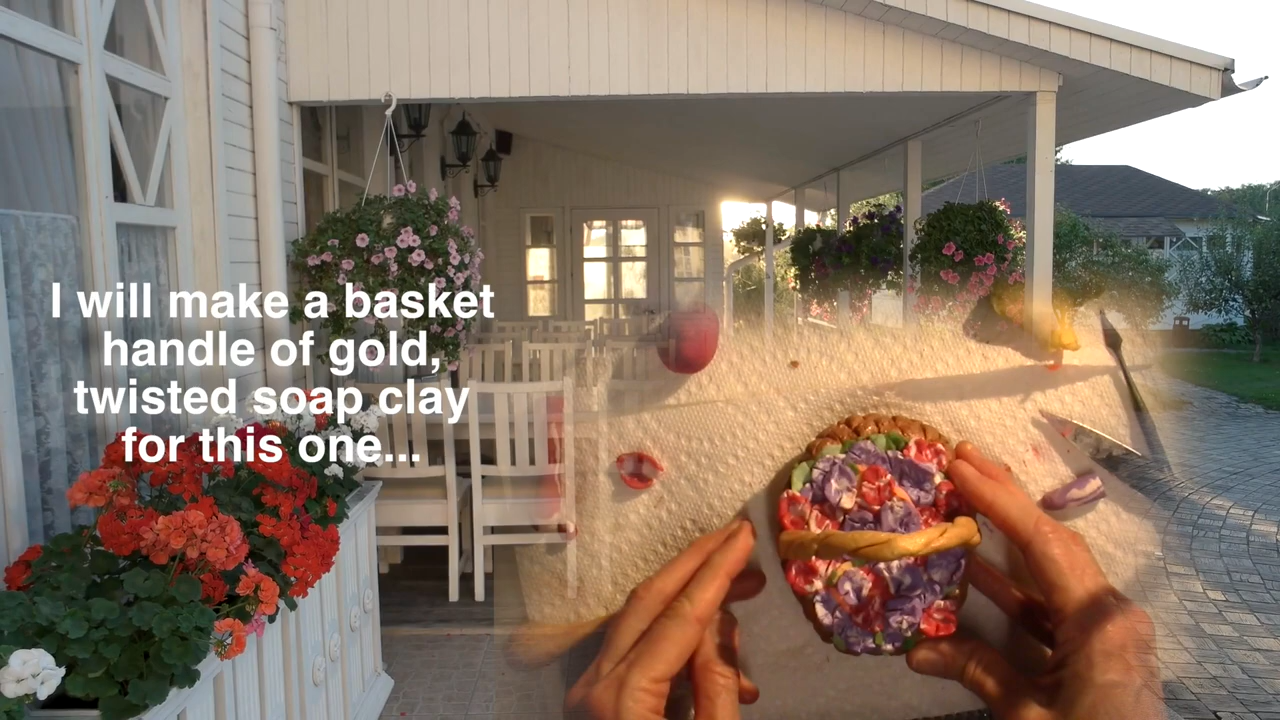 I will make a basket
handle of gold,
twisted soap clay
for this one...